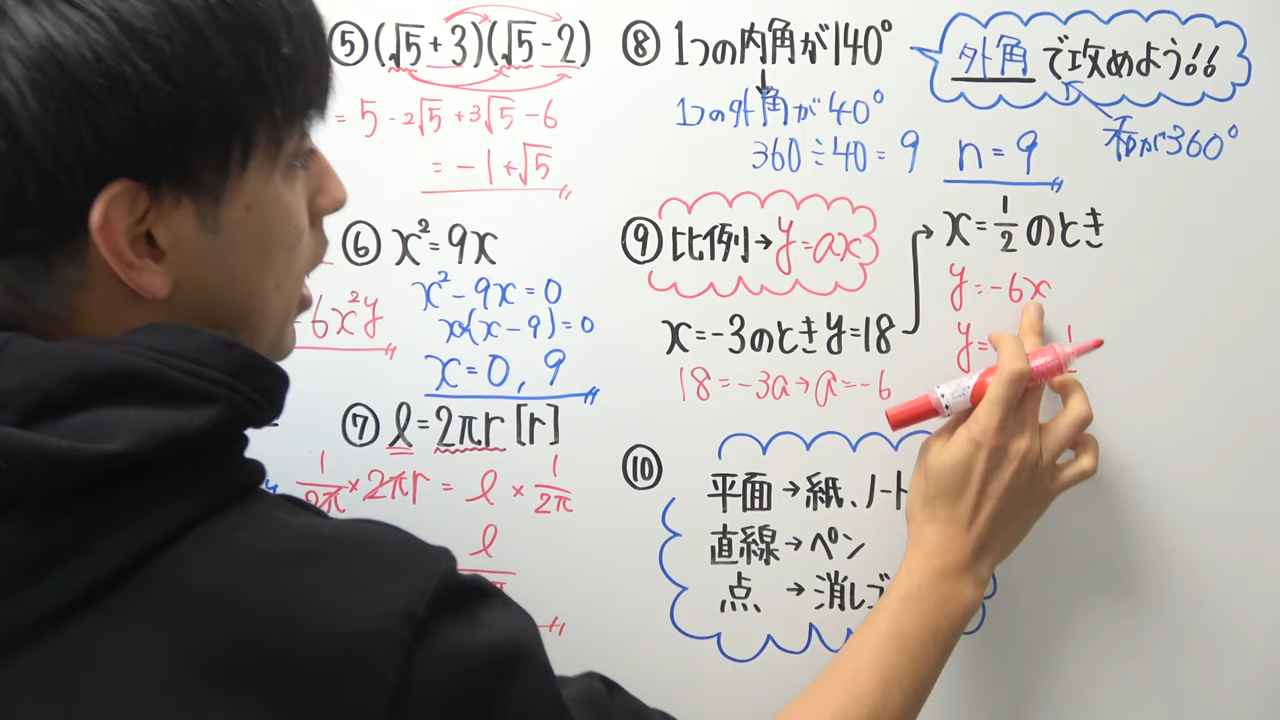 ⑤(√5+3)(√5-2)
= 5 - 2√5 + 3√5 - 6
= -1+√5
⑥ x²=9x
x²-9x=0
x(x-9)=0
x=0, 9
6x²y
⑦ ℓ=2πr [r]
1/2π × 2πr = ℓ × 1/2π
ℓ
⑧ 1つの内角が140°
↓
1つの外角が40°
360÷40=9 n=9
外角で攻めよう!!
和が360°
⑨ 比例→y=ax
x=-3のときy=18
18=-3a→a=-6
→x=1/2のとき
y=-6x
y=
⑩
平面→紙、ノート
直線→ペン
点 →消しゴ